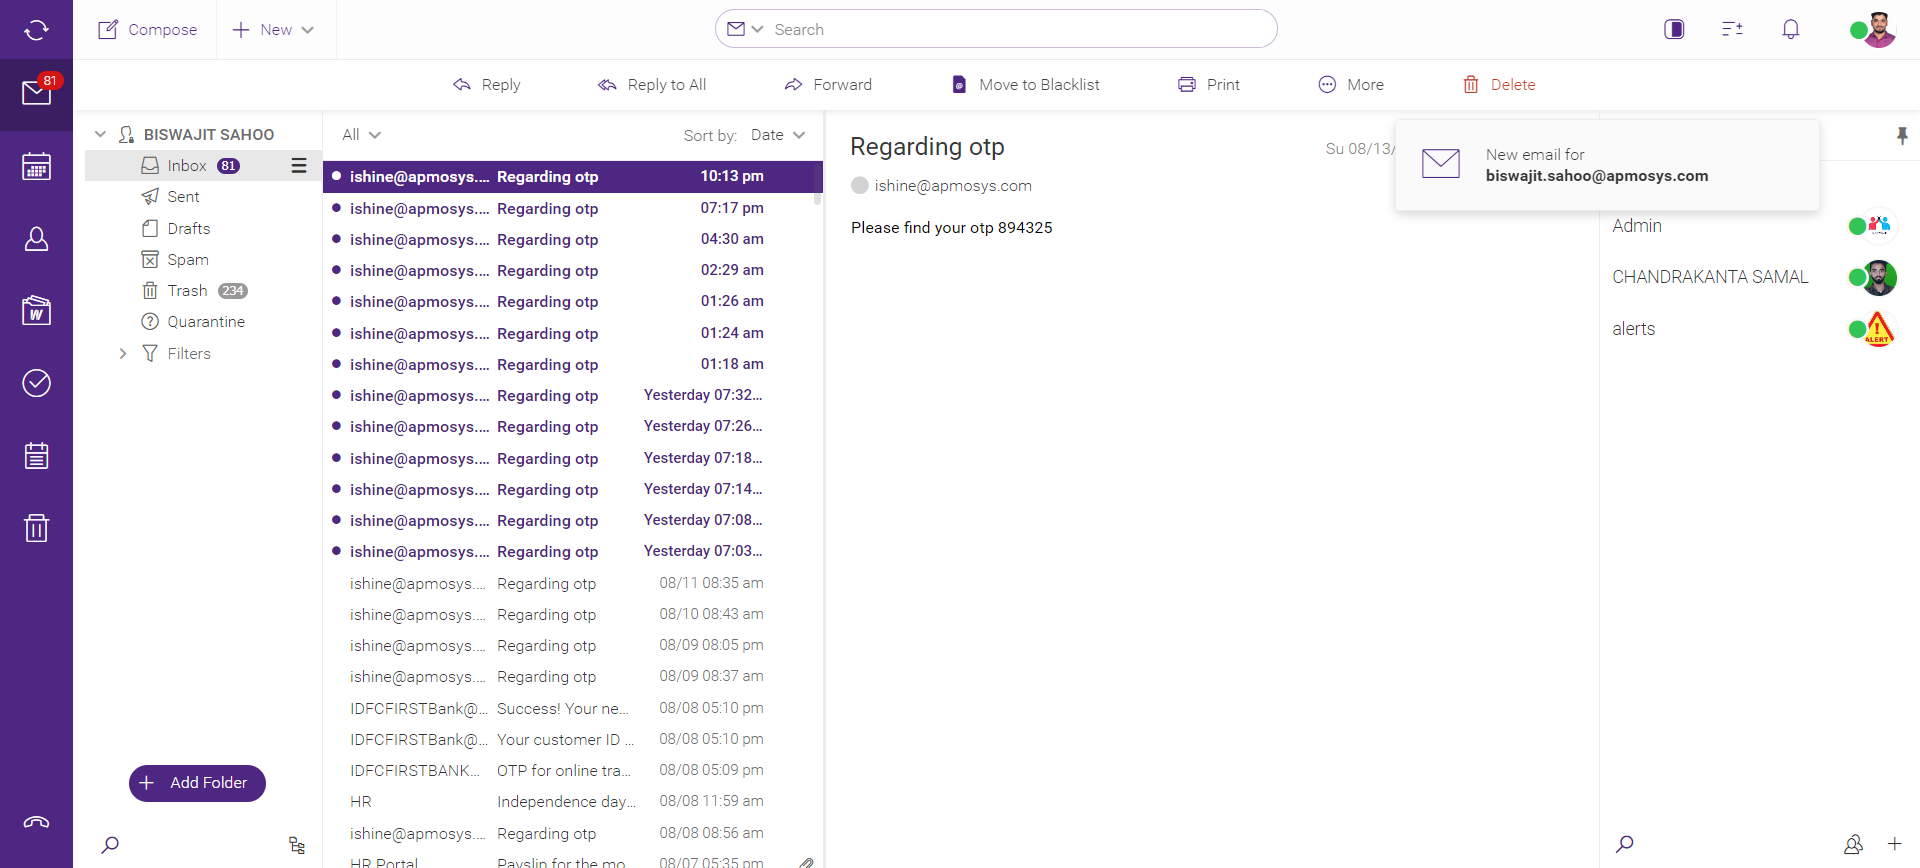 Compose
New
Search
81
Reply
Reply to All
Forward
Move to Blacklist
Print
More
Delete
BISWAJIT SAHOO
Inbox 81
Sent
Drafts
Spam
Trash 234
Quarantine
Filters
Add Folder
All
Sort by: Date
ishine@apmosys.... Regarding otp 10:13 pm
ishine@apmosys.... Regarding otp 07:17 pm
ishine@apmosys.... Regarding otp 04:30 am
ishine@apmosys.... Regarding otp 02:29 am
ishine@apmosys.... Regarding otp 01:26 am
ishine@apmosys.... Regarding otp 01:24 am
ishine@apmosys.... Regarding otp 01:18 am
ishine@apmosys.... Regarding otp Yesterday 07:32...
ishine@apmosys.... Regarding otp Yesterday 07:26...
ishine@apmosys.... Regarding otp Yesterday 07:18...
ishine@apmosys.... Regarding otp Yesterday 07:14...
ishine@apmosys.... Regarding otp Yesterday 07:08...
ishine@apmosys.... Regarding otp Yesterday 07:03...
ishine@apmosys.... Regarding otp 08/11 08:35 am
ishine@apmosys.... Regarding otp 08/10 08:43 am
ishine@apmosys.... Regarding otp 08/09 08:05 pm
ishine@apmosys.... Regarding otp 08/09 08:37 am
IDFCFIRSTBank@... Success! Your ne... 08/08 05:10 pm
IDFCFIRSTBank@... Your customer ID ... 08/08 05:10 pm
IDFCFIRSTBANK... OTP for online tra... 08/08 05:09 pm
HR Independence day... 08/08 11:59 am
ishine@apmosys.... Regarding otp 08/08 08:56 am
HR Portal Payslip for the mo... 08/07 05:35 pm
Regarding otp
Su 08/13/
ishine@apmosys.com
Please find your otp 894325
New email for
biswajit.sahoo@apmosys.com
Admin
CHANDRAKANTA SAMAL
alerts
ALERT